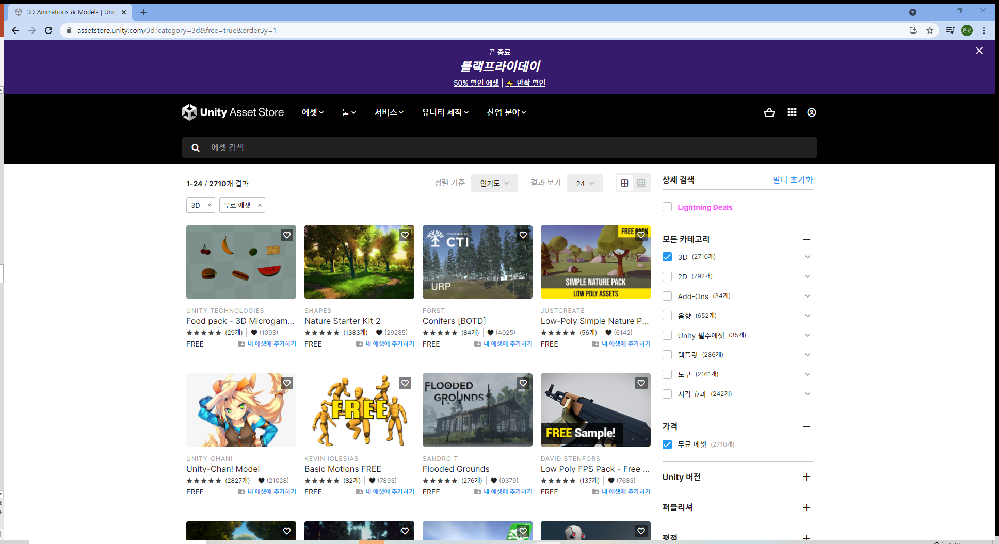 3D Animations & Models | Unit
assetstore.unity.com/3d?category=3d&free=true&orderBy=1
은선
곧 종료
블랙프라이데이
50% 할인 에셋 | ⚡ 반짝 할인
Unity Asset Store
에셋
툴
서비스
유니티 제작
산업 분야
에셋 검색
1-24 / 2710개 결과
정렬 기준
인기도
결과 보기
24
3D ×
무료 에셋 ×
POWERED BY
CTI
URP
FREE PACK
SIMPLE NATURE PACK
LOW POLY ASSETS
UNITY TECHNOLOGIES
Food pack - 3D Microgam...
★★★★★ (29개) | ♥ (1093)
FREE 내 에셋에 추가하기
SHAPES
Nature Starter Kit 2
★★★★★ (1383개) | ♥ (29285)
FREE 내 에셋에 추가하기
FORST
Conifers [BOTD]
★★★★★ (84개) | ♥ (4025)
FREE 내 에셋에 추가하기
JUSTCREATE
Low-Poly Simple Nature P...
★★★★★ (56개) | ♥ (6142)
FREE 내 에셋에 추가하기
FREE
FLOODED
GROUNDS
FREE Sample!
UNITY-CHAN!
Unity-Chan! Model
★★★★★ (2827개) | ♥ (21028)
FREE 내 에셋에 추가하기
KEVIN IGLESIAS
Basic Motions FREE
★★★★★ (82개) | ♥ (7893)
FREE 내 에셋에 추가하기
SANDRO T
Flooded Grounds
★★★★★ (276개) | ♥ (9379)
FREE 내 에셋에 추가하기
DAVID STENFORS
Low Poly FPS Pack - Free ...
★★★★★ (137개) | ♥ (7685)
FREE 내 에셋에 추가하기
상세 검색
필터 초기화
Lightning Deals
모든 카테고리
3D (2710개)
2D (792개)
Add-Ons (34개)
음향 (652개)
Unity 필수에셋 (35개)
템플릿 (286개)
도구 (2161개)
시각 효과 (242개)
가격
무료 에셋 (2710개)
Unity 버전
퍼블리셔
평점